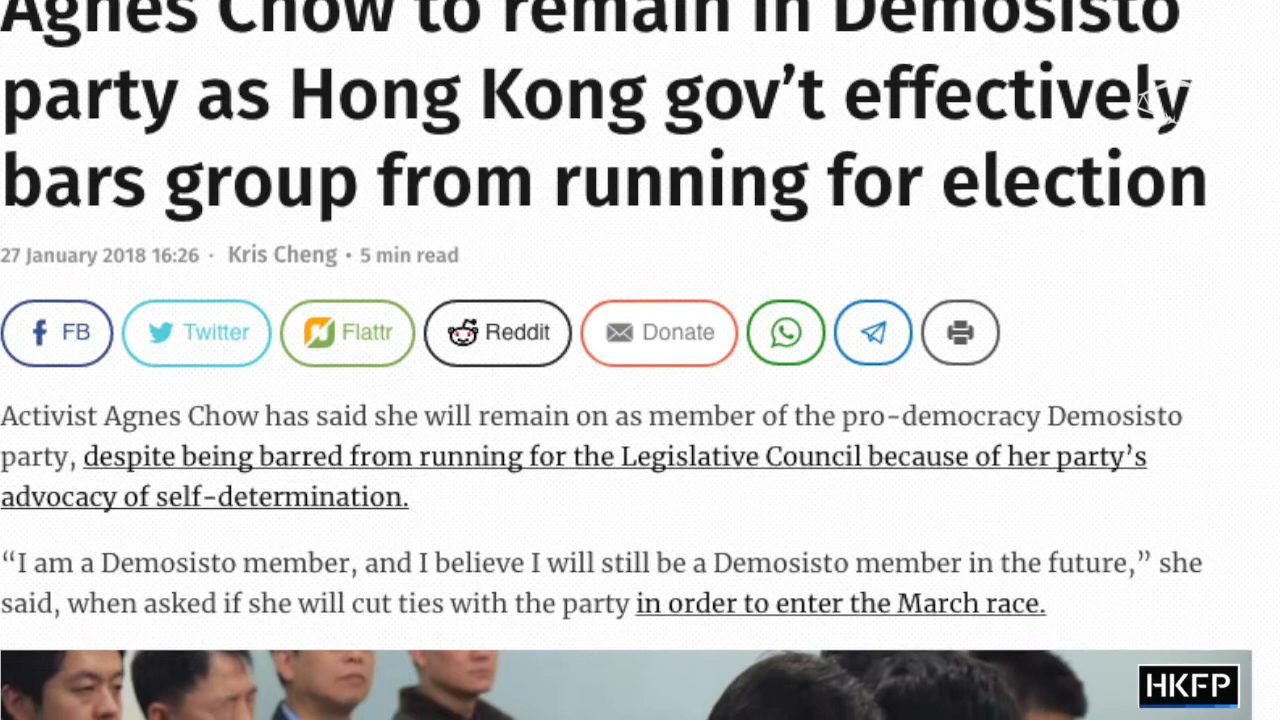 Agnes Chow to remain in Demosisto
party as Hong Kong gov’t effectively
bars group from running for election
27 January 2018 16:26 · Kris Cheng • 5 min read
FB Twitter Flattr Reddit Donate
Activist Agnes Chow has said she will remain on as member of the pro-democracy Demosisto
party, despite being barred from running for the Legislative Council because of her party’s
advocacy of self-determination.
“I am a Demosisto member, and I believe I will still be a Demosisto member in the future,” she
said, when asked if she will cut ties with the party in order to enter the March race.
HKFP